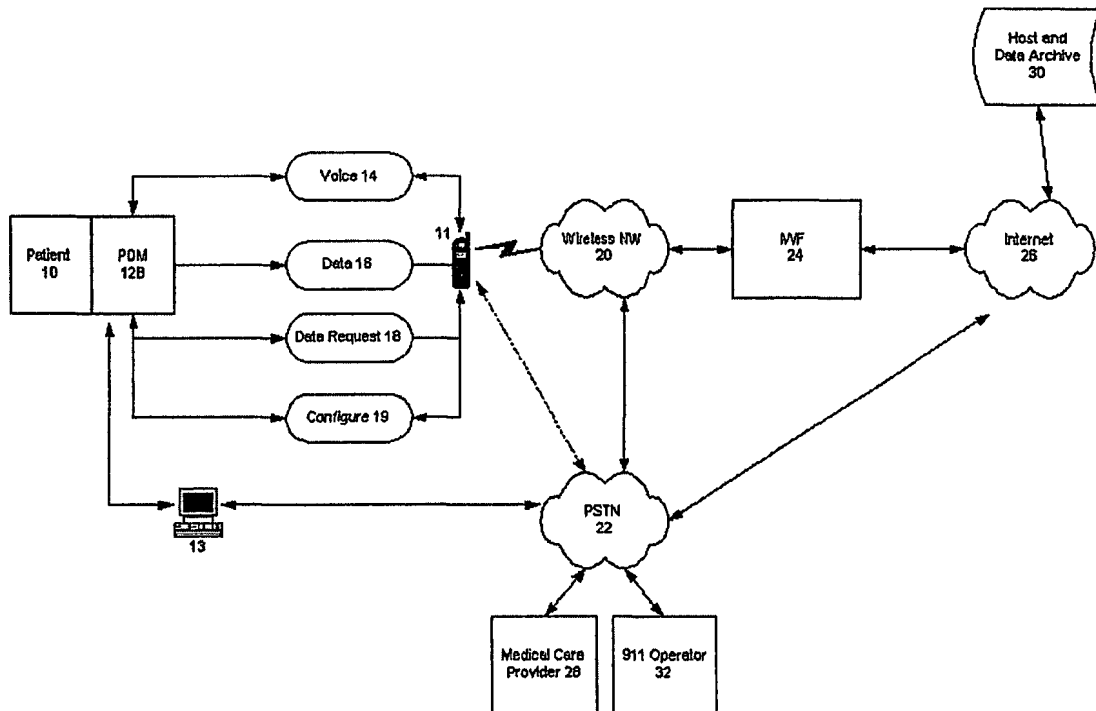 Host and
Data Archive
30
Voice 14
11
Patient
10
PDM
12B
Data 16
Wireless NW
20
IWF
24
Internet
26
Data Request 18
Configure 19
13
PSTN
22
Medical Care
Provider 28
911 Operator
32